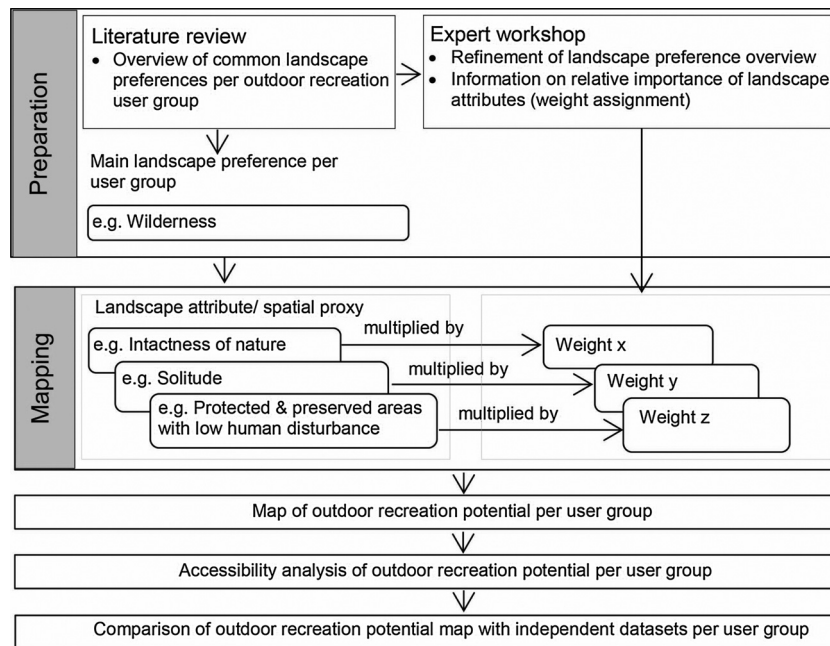 Preparation
Literature review
• Overview of common landscape
preferences per outdoor recreation
user group
Expert workshop
• Refinement of landscape preference overview
• Information on relative importance of landscape
attributes (weight assignment)
Main landscape preference per
user group
e.g. Wilderness
Mapping
Landscape attribute/ spatial proxy
e.g. Intactness of nature
multiplied by
Weight x
e.g. Solitude
multiplied by
Weight y
e.g. Protected & preserved areas
with low human disturbance
multiplied by
Weight z
Map of outdoor recreation potential per user group
Accessibility analysis of outdoor recreation potential per user group
Comparison of outdoor recreation potential map with independent datasets per user group